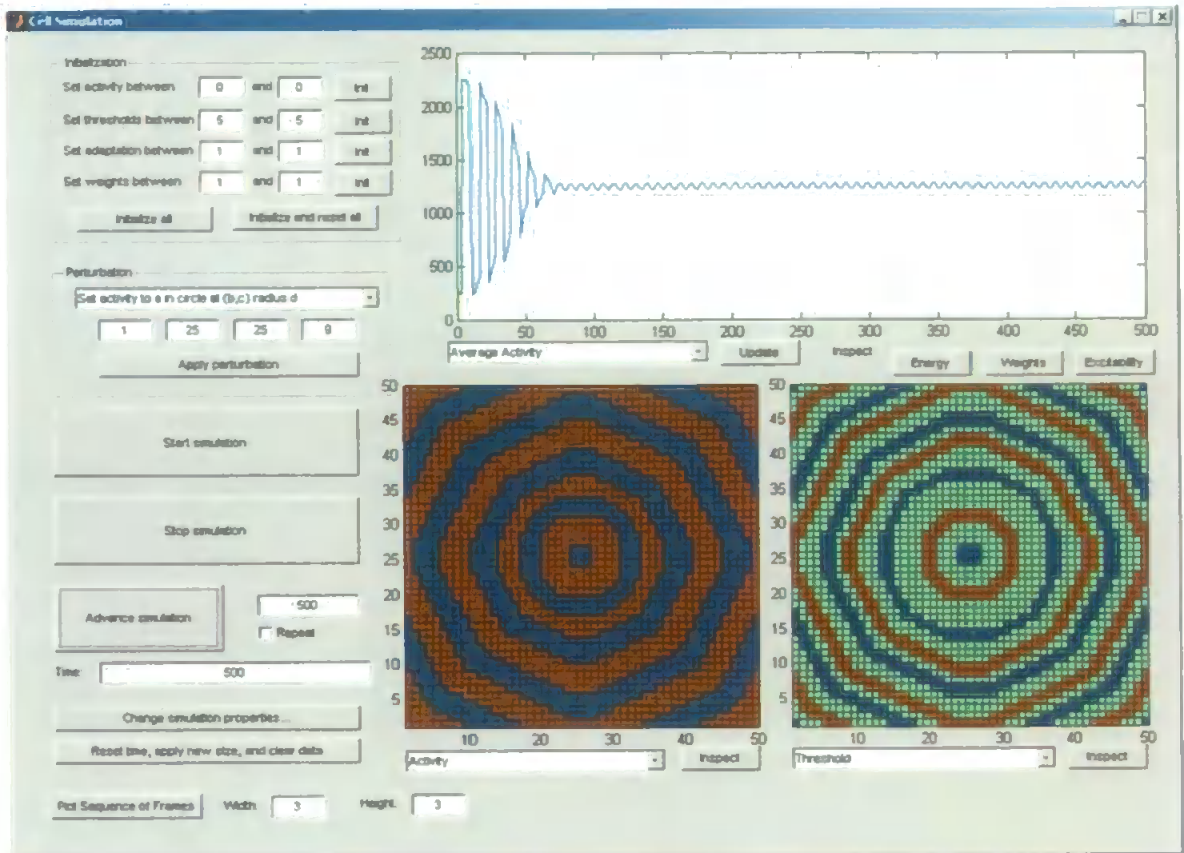 Cell Simulation
Initialization
Set activity between 0 and 0 Init
Set thresholds between 5 and 5 Init
Set adaptation between 1 and 1 Init
Set weights between 1 and 1 Init
Initialize all Initialize and reset all
Perturbation
Set activity to a in circle at (b,c) radius d
1 25 25 9
Apply perturbation
Start simulation
Stop simulation
Advance simulation 500
Repeat
Time: 500
Change simulation properties...
Reset time, apply new size, and clear data
Plot Sequence of Frames Width: 3 Height: 3
2500
2000
1500
1000
500
0
0 50 100 150 200 250 300 350 400 450 500
Average Activity Update Inspect Energy Weights Excitability
50
45
40
35
30
25
20
15
10
5
10 20 30 40 50
Activity Inspect
50
45
40
35
30
25
20
15
10
5
10 20 30 40 50
Threshold Inspect